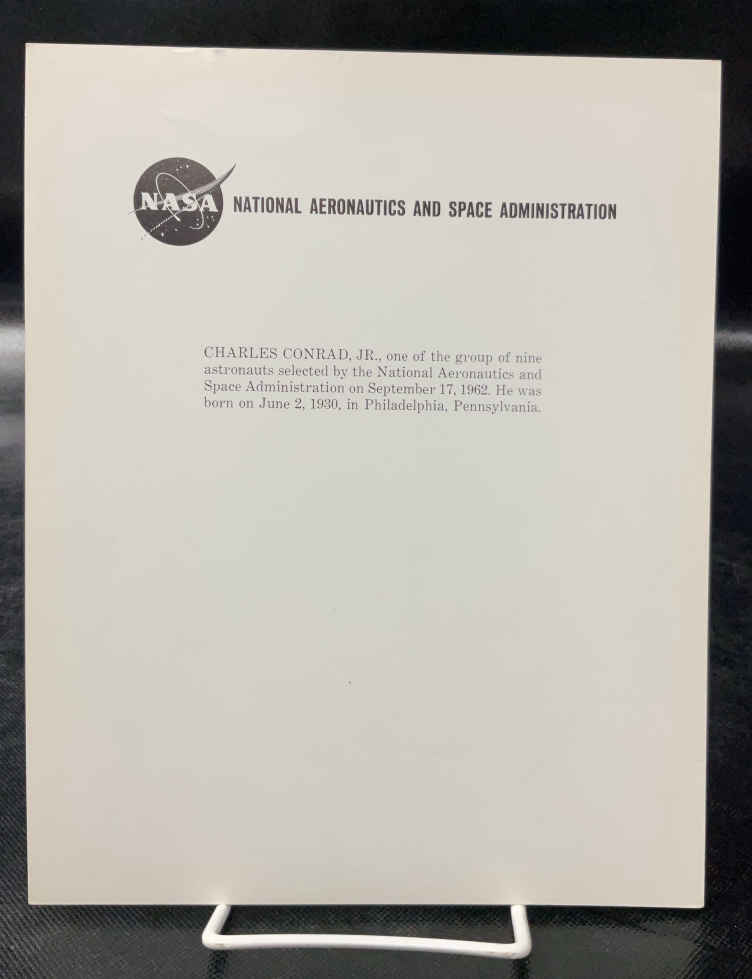 NASA
NATIONAL AERONAUTICS AND SPACE ADMINISTRATION
CHARLES CONRAD, JR., one of the group of nine
astronauts selected by the National Aeronautics and
Space Administration on September 17, 1962. He was
born on June 2, 1930, in Philadelphia, Pennsylvania.